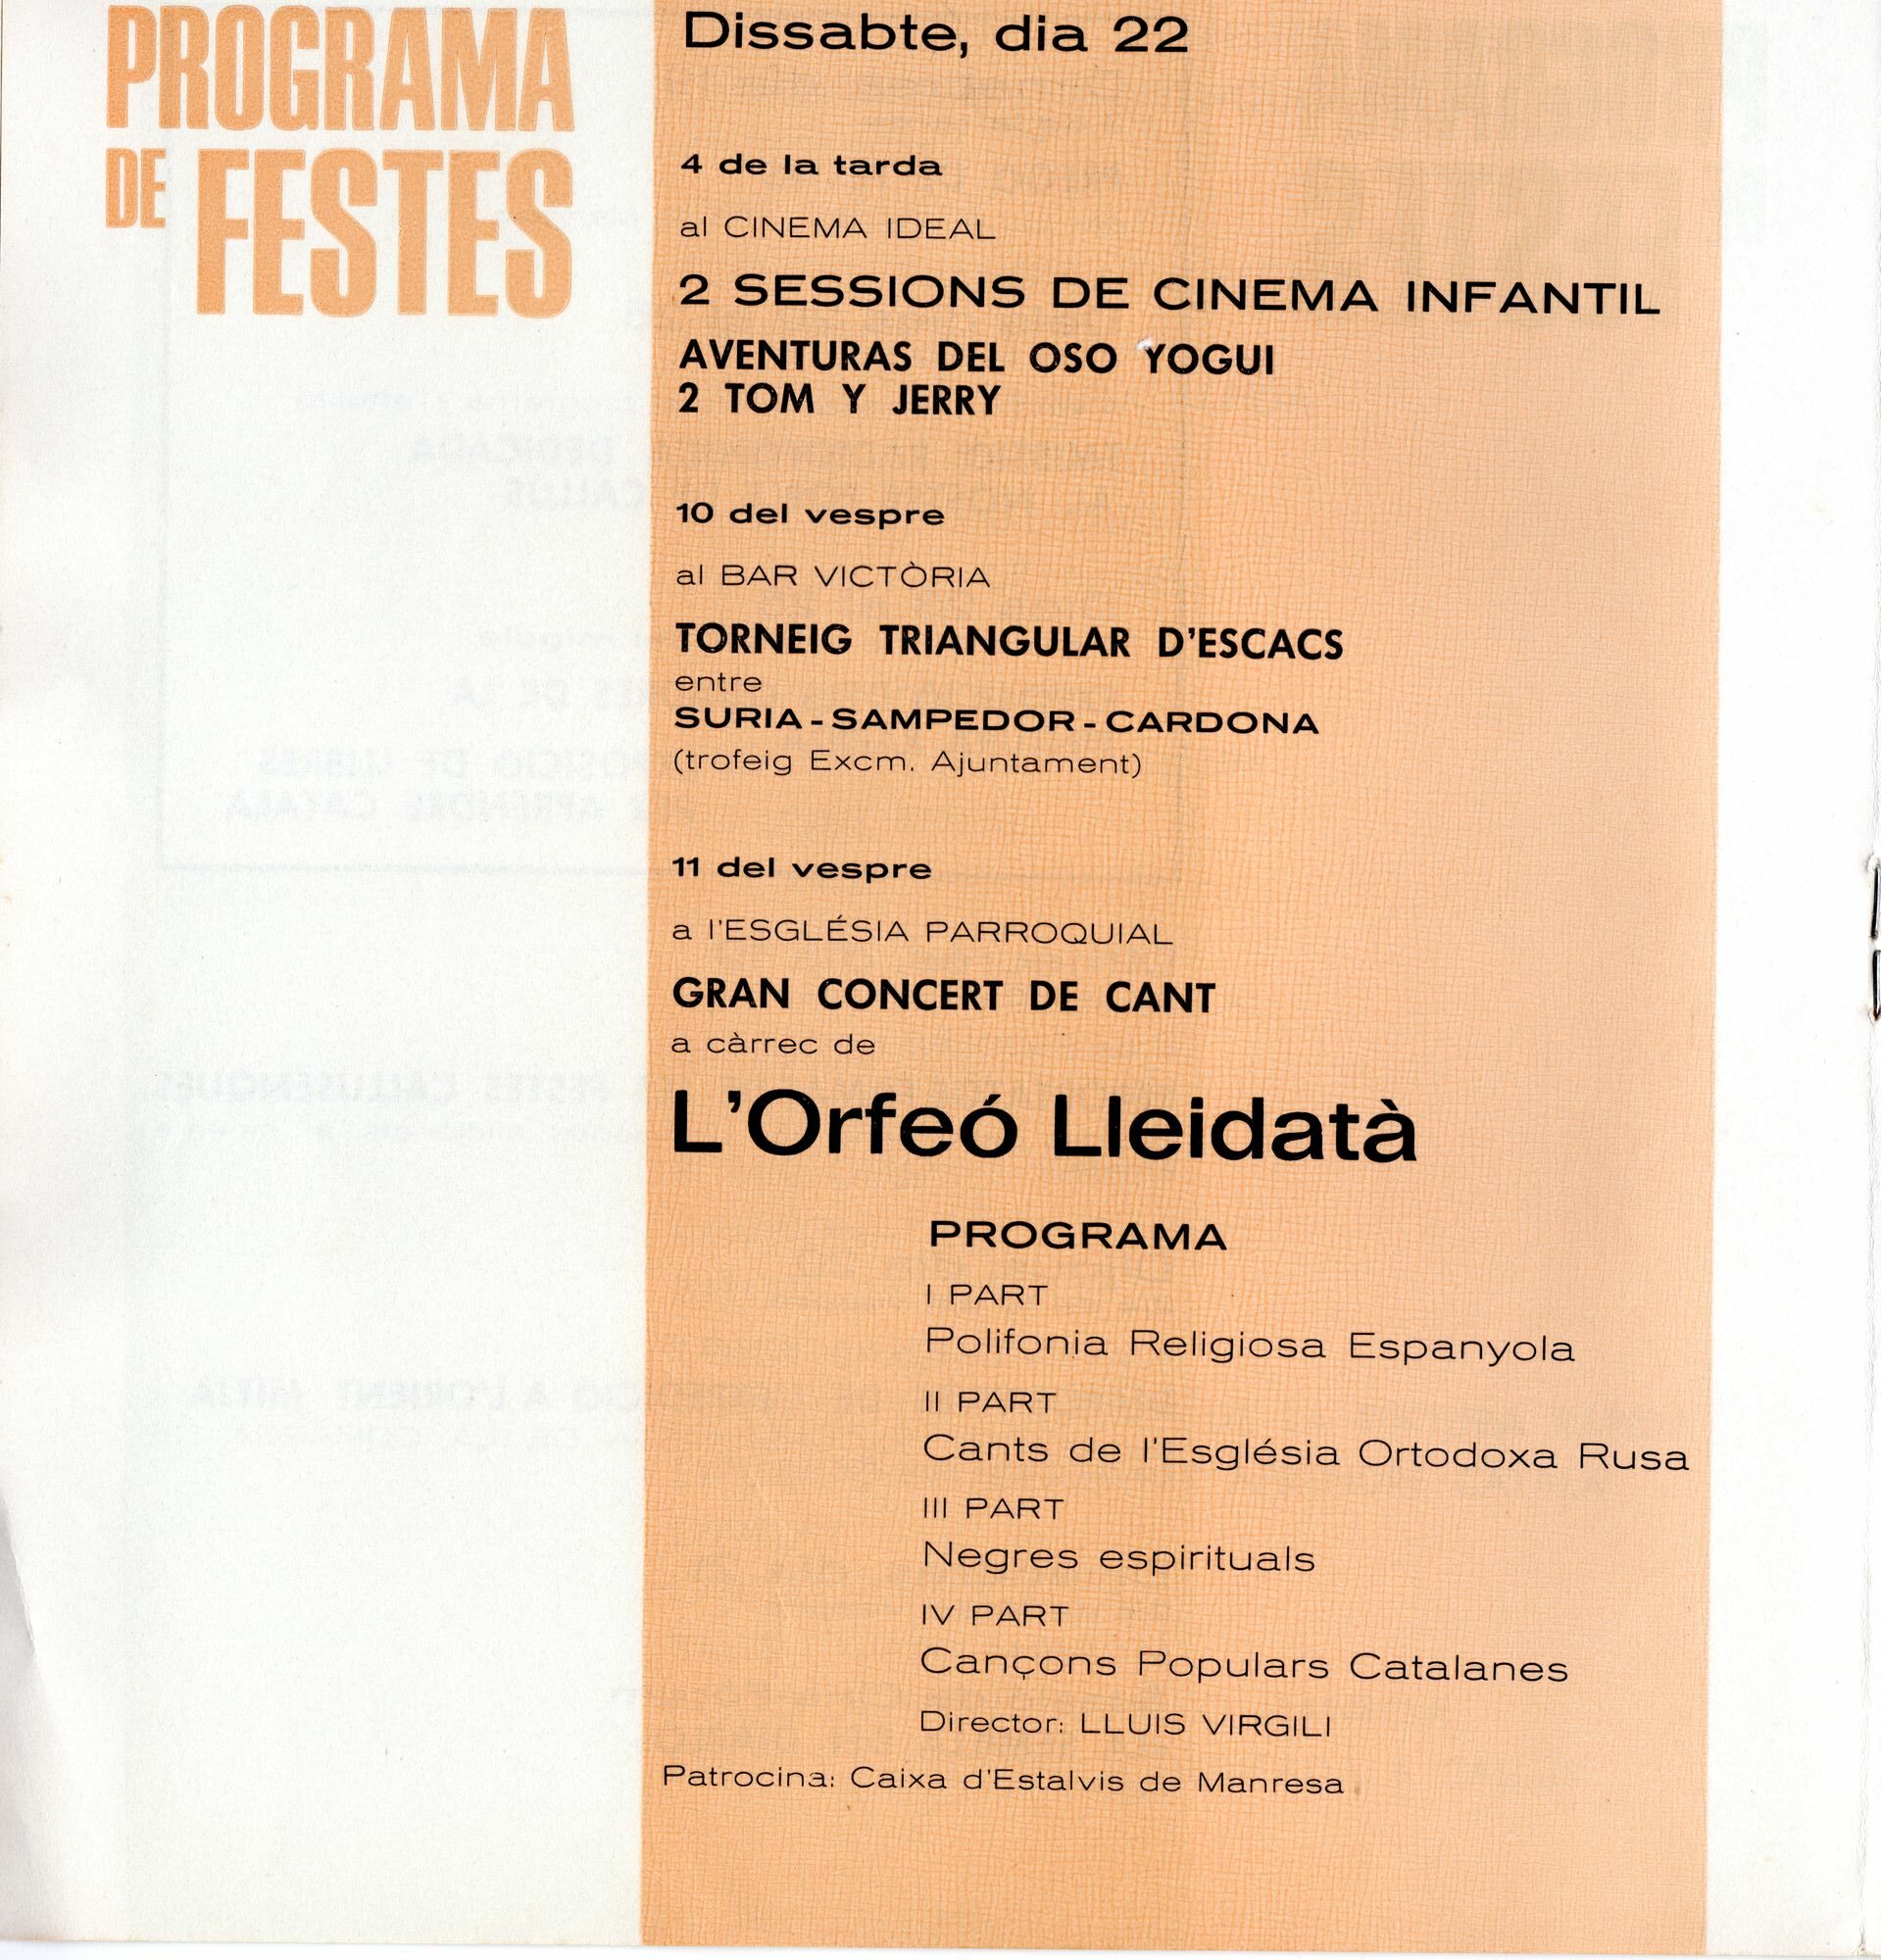 PROGRAMA
DE FESTES
Dissabte, dia 22
4 de la tarda
al CINEMA IDEAL
2 SESSIONS DE CINEMA INFANTIL
AVENTURAS DEL OSO YOGUI
2 TOM Y JERRY
10 del vespre
al BAR VICTÒRIA
TORNEIG TRIANGULAR D'ESCACS
entre
SURIA - SAMPEDOR - CARDONA
(trofeig Excm. Ajuntament)
11 del vespre
a l'ESGLÉSIA PARROQUIAL
GRAN CONCERT DE CANT
a càrrec de
L'Orfeó Lleidatà
PROGRAMA
I PART
Polifonia Religiosa Espanyola
II PART
Cants de l'Església Ortodoxa Rusa
III PART
Negres espirituals
IV PART
Cançons Populars Catalanes
Director: LLUIS VIRGILI
Patrocina: Caixa d'Estalvis de Manresa